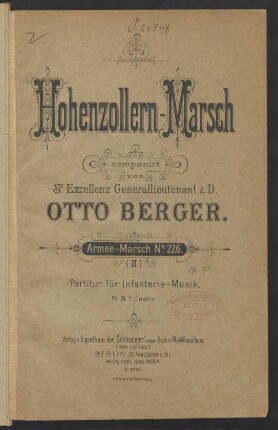 Hohenzollern-Marsch
componirt
von
Sr Excellenz Generallieutenant z.D.
OTTO BERGER.
Armee-Marsch No 226.
(II)
Partitur für Infanterie-Musik.
Verlag u. Eigenthum der Schlesinger'schen Buch u. Musikhandlung
BERLIN